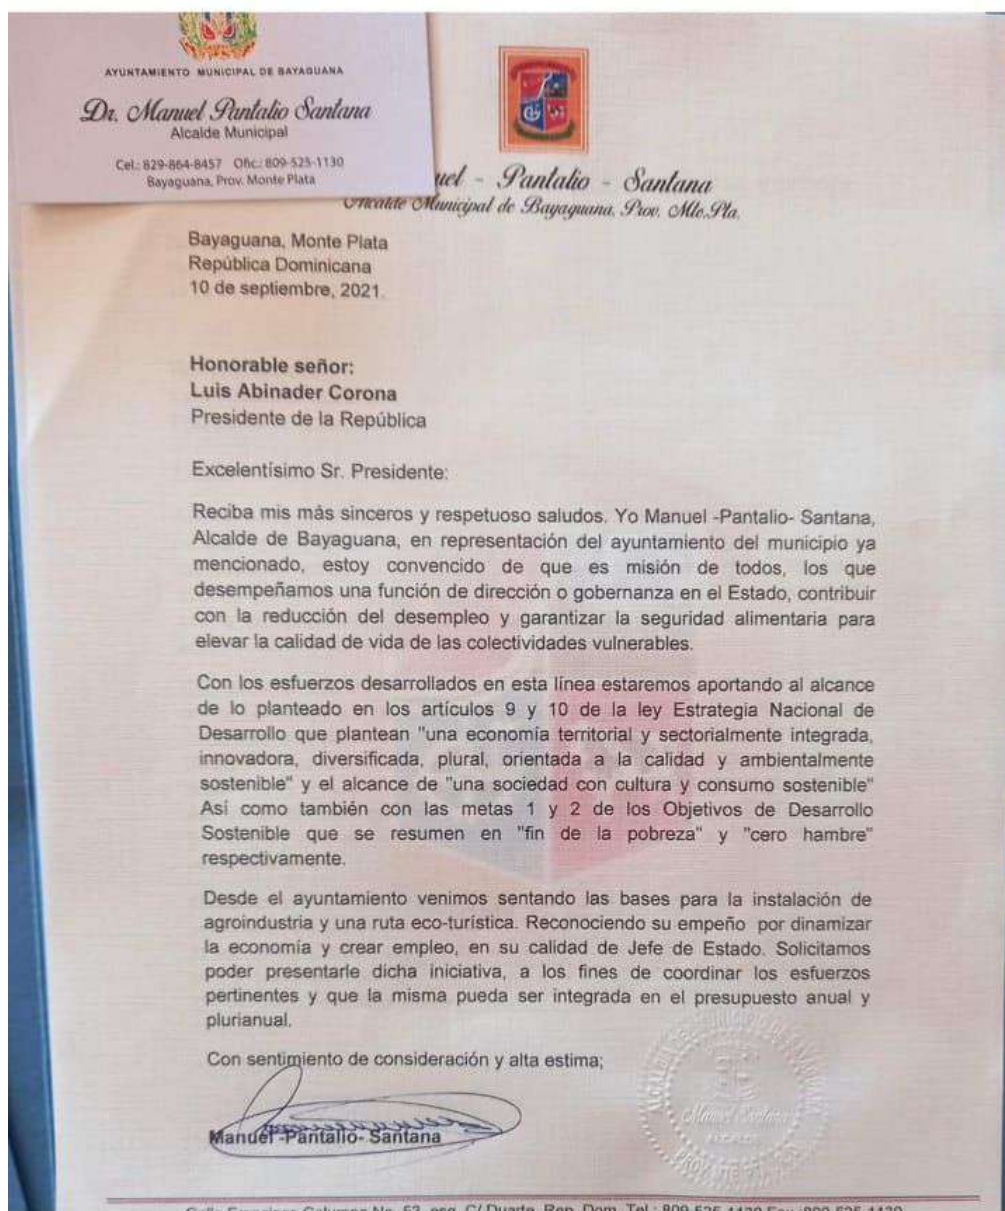 AYUNTAMIENTO MUNICIPAL DE BAYAGUANA
Dr. Manuel Pantalio Santana
Alcalde Municipal
Cel.: 829-864-8457 Ofic.: 809-525-1130
Bayaguana, Prov. Monte Plata
uel - Pantalio - Santana
Alcalde Municipal de Bayaguana, Prov. Mte. Pta.
Bayaguana, Monte Plata
República Dominicana
10 de septiembre, 2021.
Honorable señor:
Luis Abinader Corona
Presidente de la República
Excelentísimo Sr. Presidente:
Reciba mis más sinceros y respetuoso saludos. Yo Manuel -Pantalio- Santana,
Alcalde de Bayaguana, en representación del ayuntamiento del municipio ya
mencionado, estoy convencido de que es misión de todos, los que
desempeñamos una función de dirección o gobernanza en el Estado, contribuir
con la reducción del desempleo y garantizar la seguridad alimentaria para
elevar la calidad de vida de las colectividades vulnerables.
Con los esfuerzos desarrollados en esta línea estaremos aportando al alcance
de lo planteado en los artículos 9 y 10 de la ley Estrategia Nacional de
Desarrollo que plantean "una economía territorial y sectorialmente integrada,
innovadora, diversificada, plural, orientada a la calidad y ambientalmente
sostenible" y el alcance de "una sociedad con cultura y consumo sostenible"
Así como también con las metas 1 y 2 de los Objetivos de Desarrollo
Sostenible que se resumen en "fin de la pobreza" y "cero hambre"
respectivamente.
Desde el ayuntamiento venimos sentando las bases para la instalación de
agroindustria y una ruta eco-turística. Reconociendo su empeño por dinamizar
la economía y crear empleo, en su calidad de Jefe de Estado. Solicitamos
poder presentarle dicha iniciativa, a los fines de coordinar los esfuerzos
pertinentes y que la misma pueda ser integrada en el presupuesto anual y
plurianual.
Con sentimiento de consideración y alta estima;
Manuel -Pantalio- Santana
Manuel Santana
ALCALDE